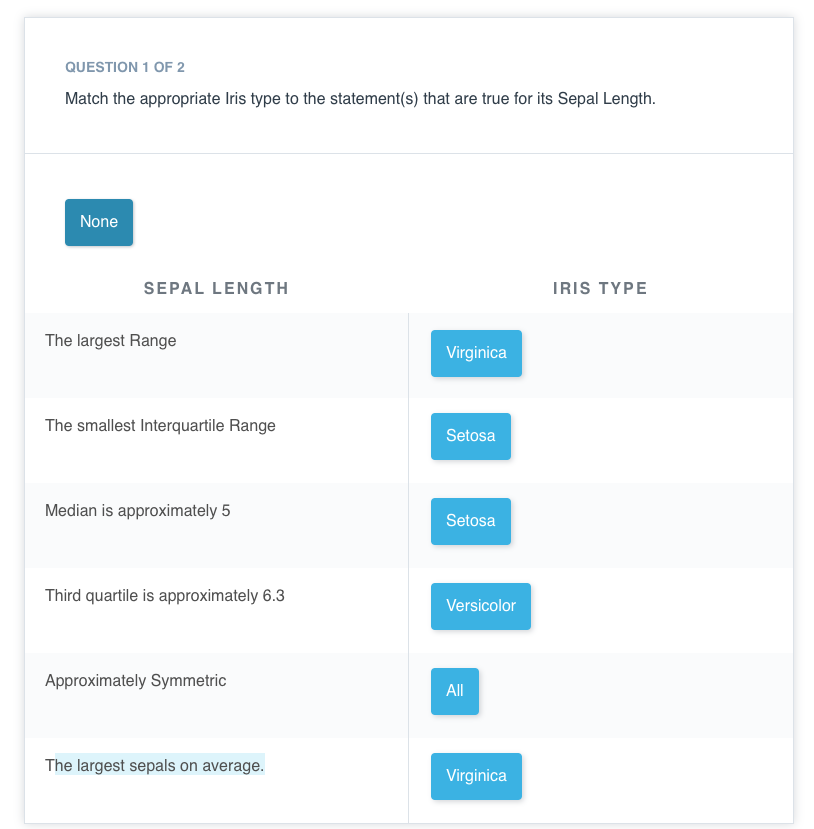 QUESTION 1 OF 2
Match the appropriate Iris type to the statement(s) that are true for its Sepal Length.
None
SEPAL LENGTH IRIS TYPE
The largest Range Virginica
The smallest Interquartile Range Setosa
Median is approximately 5 Setosa
Third quartile is approximately 6.3 Versicolor
Approximately Symmetric All
The largest sepals on average. Virginica